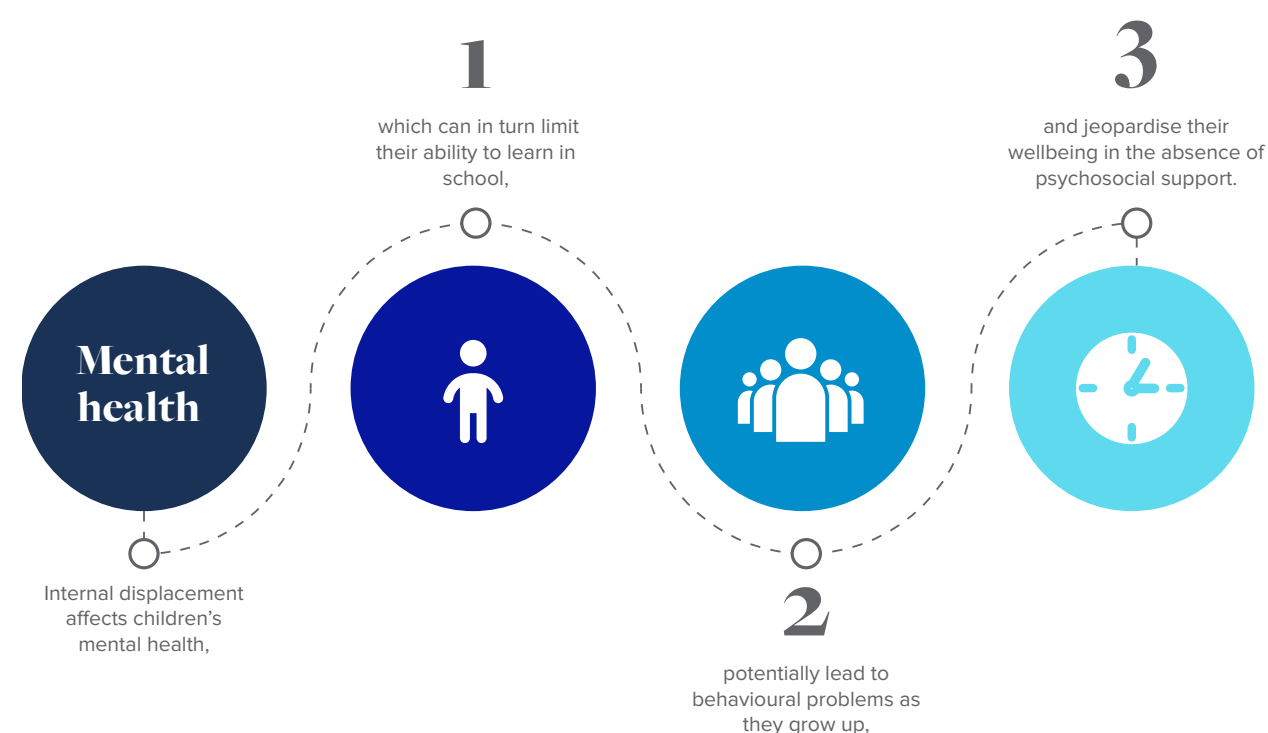 Mental
health
Internal displacement
affects children’s
mental health,
1
which can in turn limit
their ability to learn in
school,
2
potentially lead to
behavioural problems as
they grow up,
3
and jeopardise their
wellbeing in the absence of
psychosocial support.